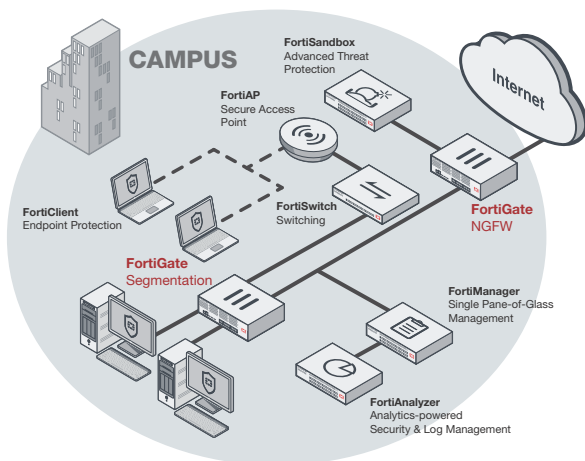 CAMPUS
FortiSandbox
Advanced Threat
Protection
Internet
FortiAP
Secure Access
Point
FortiClient
Endpoint Protection
FortiSwitch
Switching
FortiGate
NGFW
FortiGate
Segmentation
FortiManager
Single Pane-of-Glass
Management
FortiAnalyzer
Analytics-powered
Security & Log Management